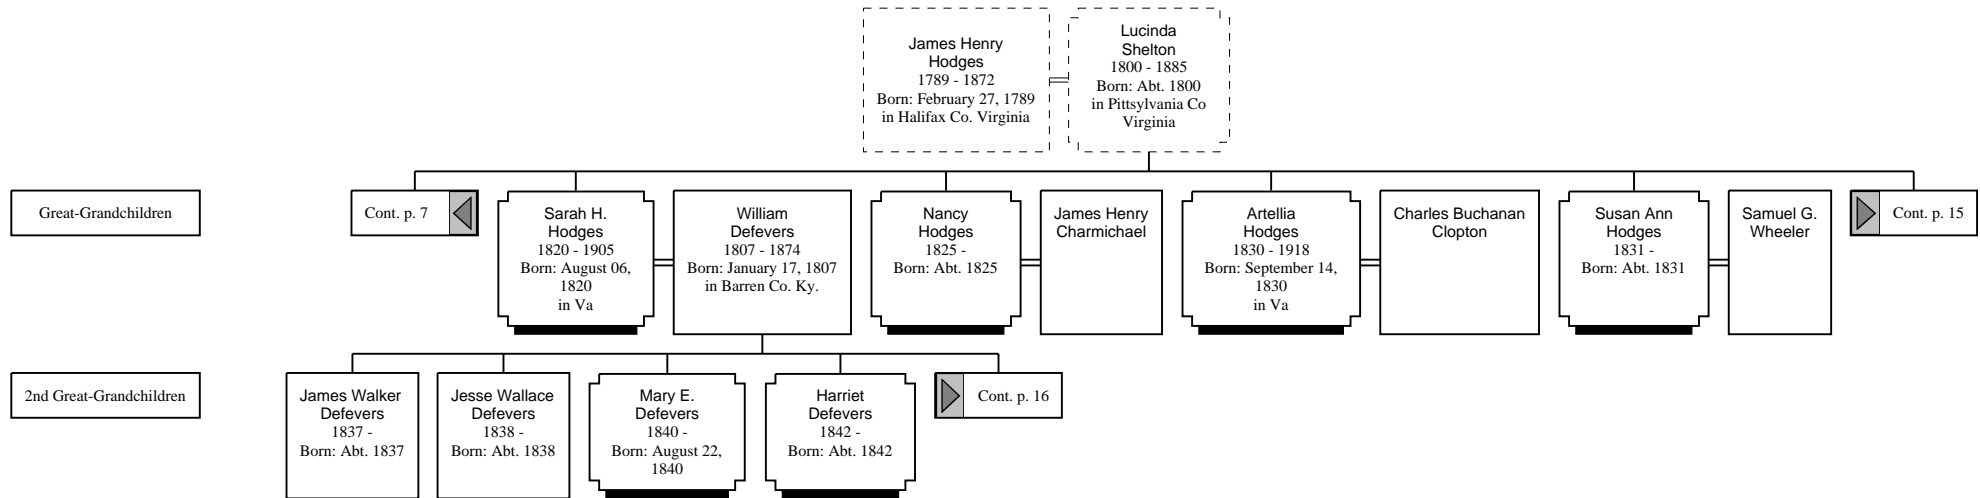 James Henry
Hodges
1789 - 1872
Born: February 27, 1789
in Halifax Co. Virginia
Lucinda
Shelton
1800 - 1885
Born: Abt. 1800
in Pittsylvania Co
Virginia
Great-Grandchildren
Cont. p. 7
Sarah H.
Hodges
1820 - 1905
Born: August 06,
1820
in Va
William
Defevers
1807 - 1874
Born: January 17, 1807
in Barren Co. Ky.
Nancy
Hodges
1825 -
Born: Abt. 1825
James Henry
Charmichael
Artellia
Hodges
1830 - 1918
Born: September 14,
1830
in Va
Charles Buchanan
Clopton
Susan Ann
Hodges
1831 -
Born: Abt. 1831
Samuel G.
Wheeler
Cont. p. 15
2nd Great-Grandchildren
James Walker
Defevers
1837 -
Born: Abt. 1837
Jesse Wallace
Defevers
1838 -
Born: Abt. 1838
Mary E.
Defevers
1840 -
Born: August 22,
1840
Harriet
Defevers
1842 -
Born: Abt. 1842
Cont. p. 16